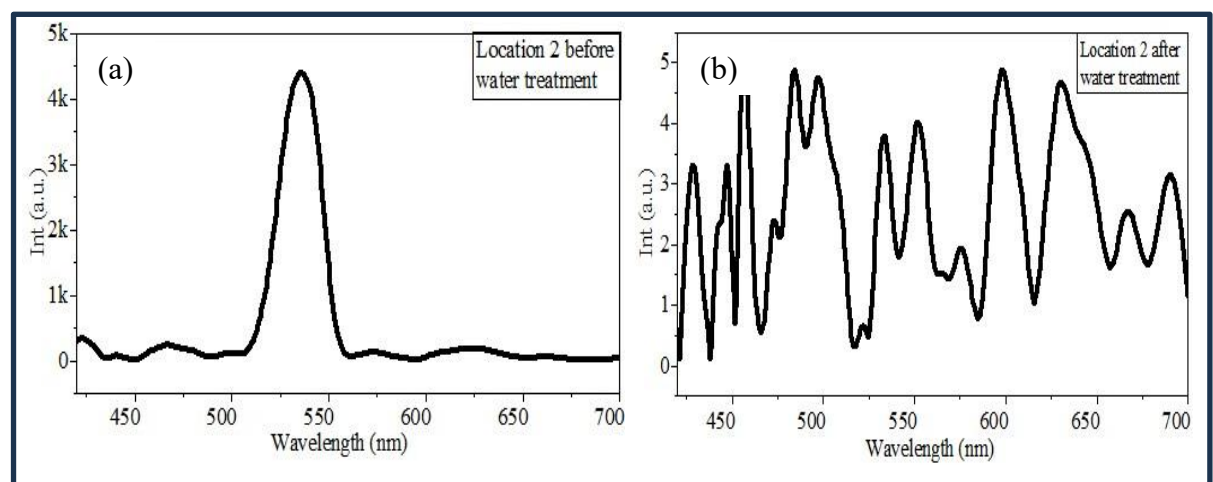 (a)
Location 2 before
water treatment
5k
4k
3k
2k
1k
0
Int (a.u.)
450
500
550
600
650
700
Wavelength (nm)
(b)
Location 2 after
water treatment
5
4
3
2
1
0
Int (a.u.)
450
500
550
600
650
700
Wavelength (nm)